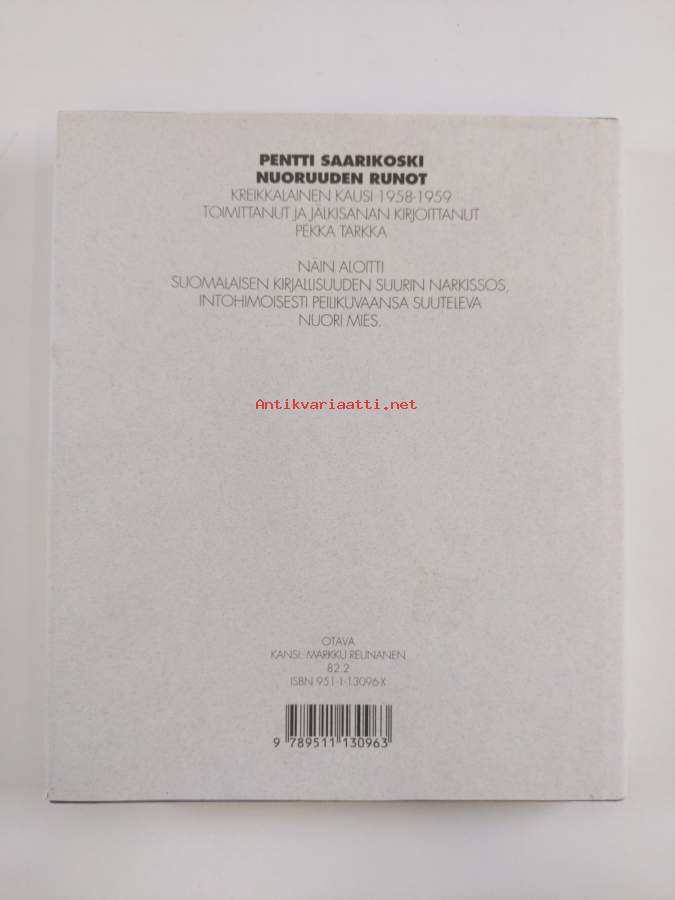 PENTTI SAARIKOSKI
NUORUUDEN RUNOT
KREIKKALAINEN KAUSI 1958-1959
TOIMITTANUT JA JÄLKISANAN KIRJOITTANUT
PEKKA TARKKA
NÄIN ALOITTI
SUOMALAISEN KIRJALLISUUDEN SUURIN NARKISSOS,
INTOHIMOISESTI PEILIKUVAANSA SUUTELEVA
NUORI MIES.
Antikvariaatti.net
OTAVA
KANSI: MARKKU REUNANEN
82.2
ISBN 951-1-13096-X
9 789511 130963